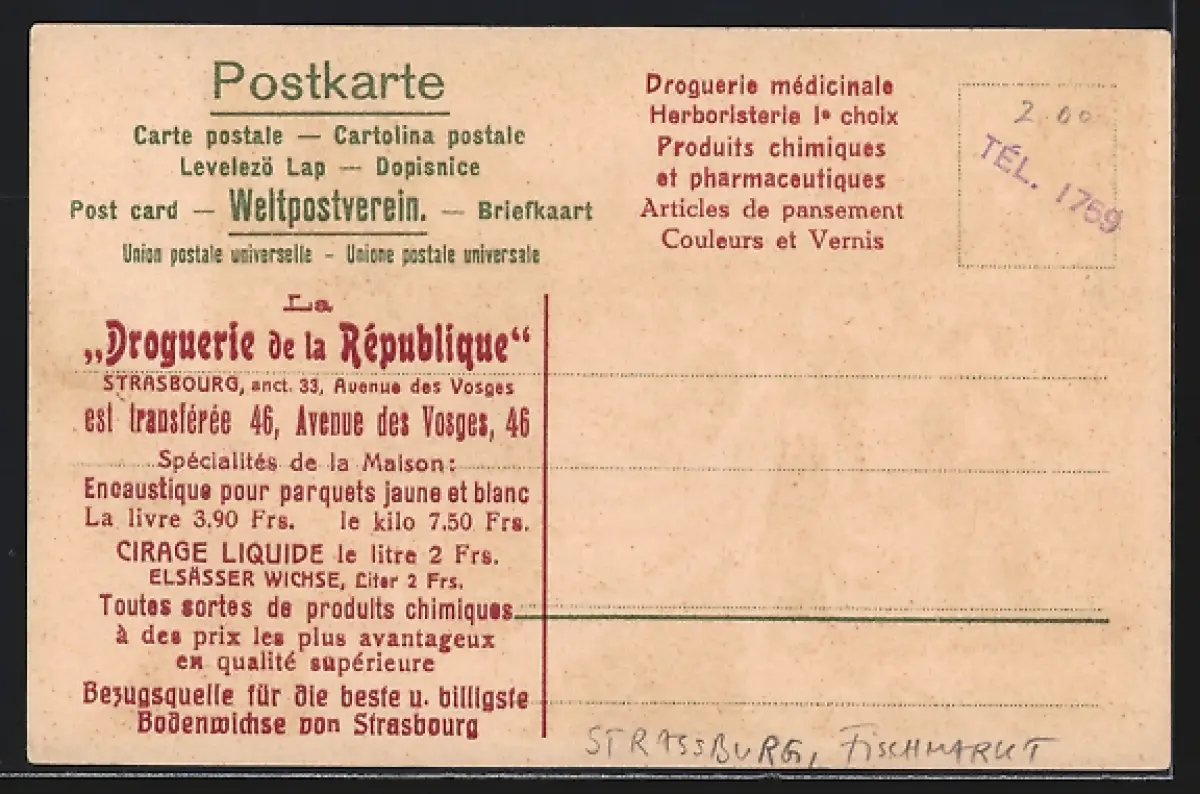 Postkarte
Carte postale — Cartolina postale
Levelezö Lap — Dopisnice
Post card — Weltpostverein. — Briefkaart
Union postale universelle - Unione postale universale
Droguerie médicinale
Herboristerie Ie choix
Produits chimiques
et pharmaceutiques
Articles de pansement
Couleurs et Vernis
2.00
TÉL. 1769
La
„Droguerie de la République“
STRASBOURG, anct. 33, Avenue des Vosges
est transférée 46, Avenue des Vosges, 46
Spécialités de la Maison:
Encaustique pour parquets jaune et blanc
La livre 3.90 Frs. le kilo 7.50 Frs.
CIRAGE LIQUIDE le litre 2 Frs.
ELSÄSSER WICHSE, Liter 2 Frs.
Toutes sortes de produits chimiques
à des prix les plus avantageux
en qualité supérieure
Bezugsquelle für die beste u. billigste
Bodenwichse von Strasbourg
STRASSBURG, FISCHMARKT